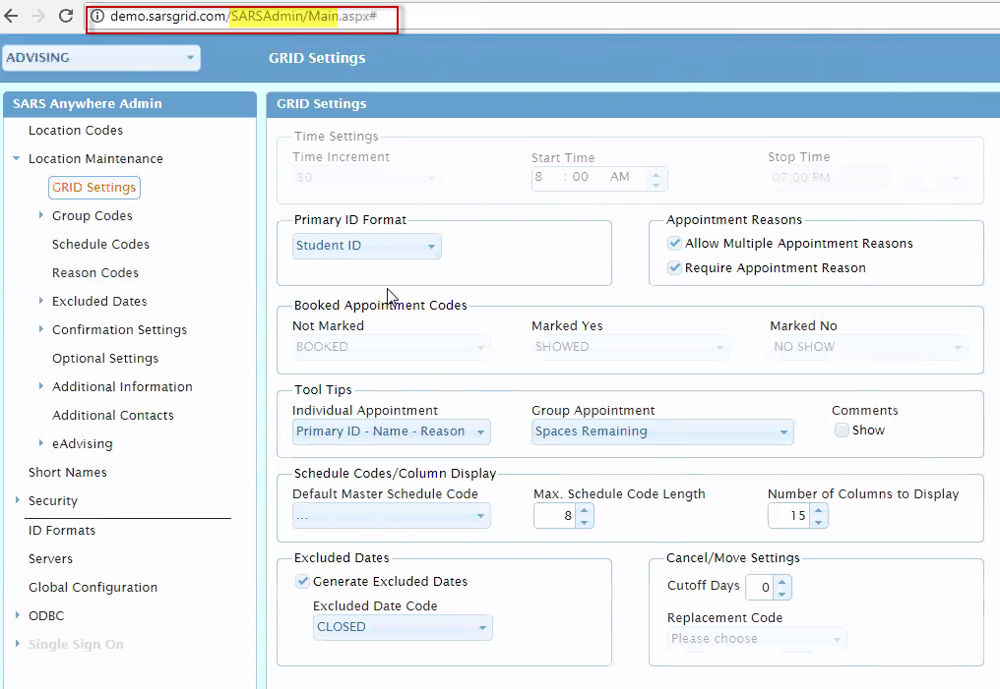 demo.sarsgrid.com/SARSAdmin/Main.aspx#
ADVISING
GRID Settings
SARS Anywhere Admin
Location Codes
Location Maintenance
GRID Settings
Group Codes
Schedule Codes
Reason Codes
Excluded Dates
Confirmation Settings
Optional Settings
Additional Information
Additional Contacts
eAdvising
Short Names
Security
ID Formats
Servers
Global Configuration
ODBC
Single Sign On
GRID Settings
Time Settings
Time Increment Start Time Stop Time
30 8 : 00 AM 07:00 PM
Primary ID Format
Student ID
Appointment Reasons
Allow Multiple Appointment Reasons
Require Appointment Reason
Booked Appointment Codes
Not Marked Marked Yes Marked No
BOOKED SHOWED NO SHOW
Tool Tips
Individual Appointment Group Appointment Comments
Primary ID - Name - Reason Spaces Remaining Show
Schedule Codes/Column Display
Default Master Schedule Code Max. Schedule Code Length Number of Columns to Display
... 8 15
Excluded Dates
Generate Excluded Dates
Excluded Date Code
CLOSED
Cancel/Move Settings
Cutoff Days 0
Replacement Code
Please choose